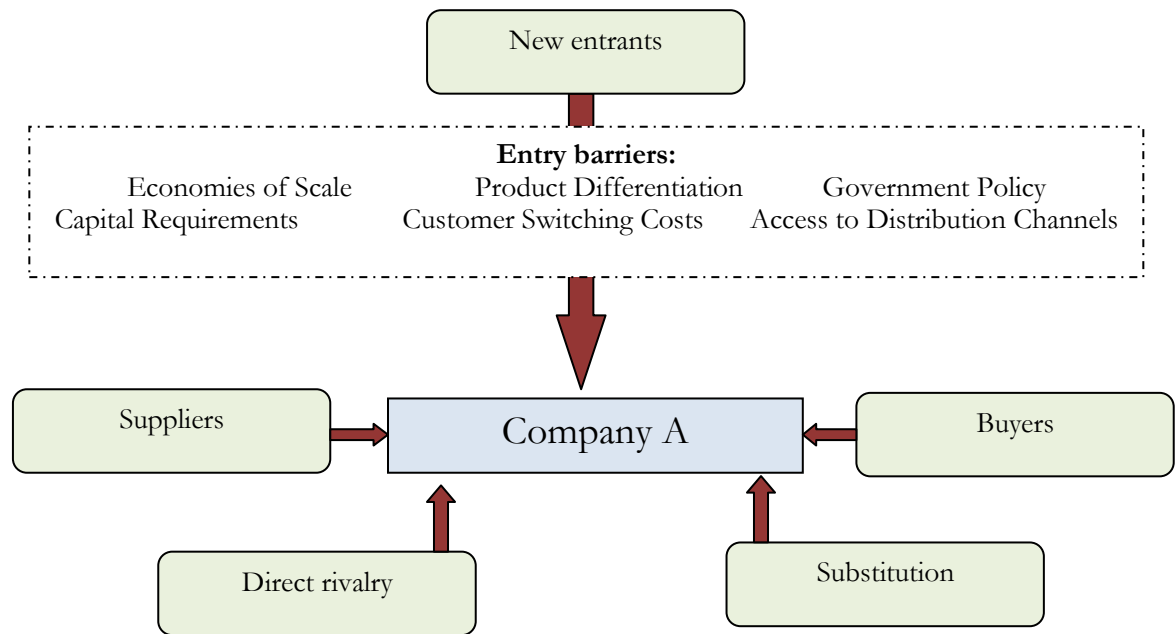 New entrants
Entry barriers:
Economies of Scale Product Differentiation Government Policy
Capital Requirements Customer Switching Costs Access to Distribution Channels
Suppliers
Company A
Buyers
Direct rivalry
Substitution